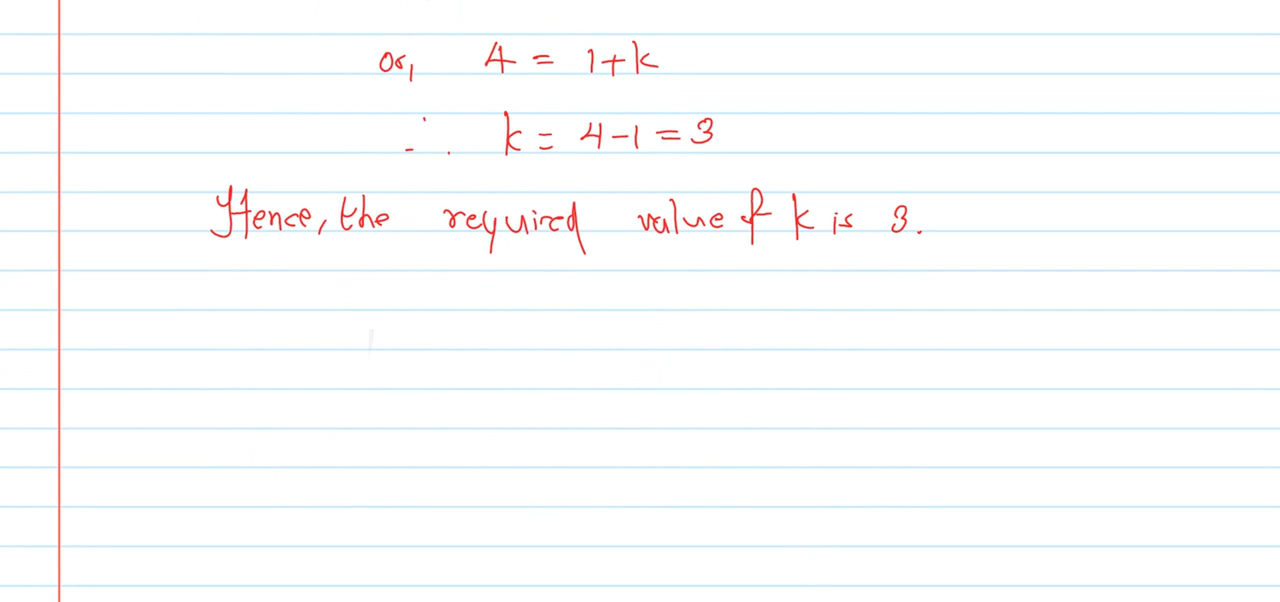 or, 4 = 1+k
∴ k = 4-1 = 3
Hence, the required value of k is 3.